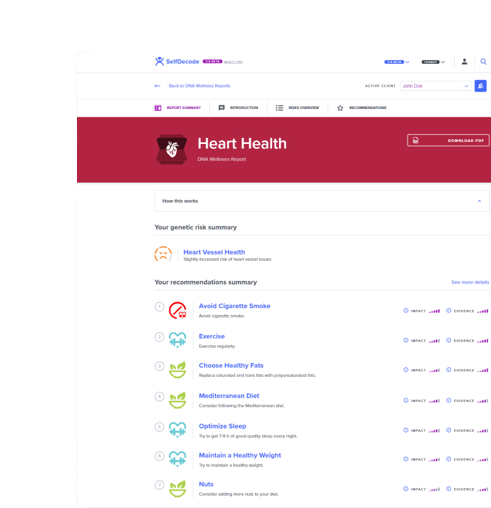 SelfDecode
← Back to DNA Wellness Reports
ACTIVE CLIENT
John Doe
REPORT SUMMARY
INTRODUCTION
RISKS OVERVIEW
RECOMMENDATIONS
Heart Health
DNA Wellness Report
DOWNLOAD PDF
How this works
Your genetic risk summary
Heart Vessel Health
Slightly increased risk of heart vessel issues
Your recommendations summary
See more details
1 Avoid Cigarette Smoke
Avoid cigarette smoke.
IMPACT EVIDENCE
2 Exercise
Exercise regularly.
IMPACT EVIDENCE
3 Choose Healthy Fats
Replace saturated and trans fats with polyunsaturated fats.
IMPACT EVIDENCE
4 Mediterranean Diet
Consider following the Mediterranean diet.
IMPACT EVIDENCE
5 Optimize Sleep
Try to get 7-8 h of good-quality sleep every night.
IMPACT EVIDENCE
6 Maintain a Healthy Weight
Try to maintain a healthy weight.
IMPACT EVIDENCE
7 Nuts
Consider adding more nuts to your diet.
IMPACT EVIDENCE